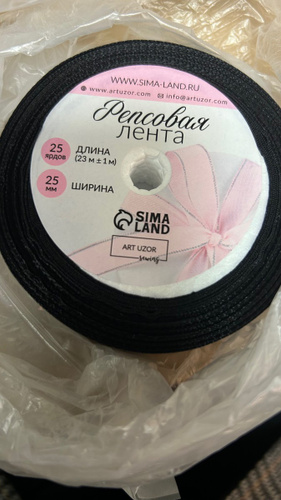 WWW.SIMA-LAND.RU
www.artuzor.com info@artuzor.com
Репсовая
лента
25 ярдов ДЛИНА (23 м ± 1 м)
25 мм ШИРИНА
SIMA LAND
ART UZOR
sewing